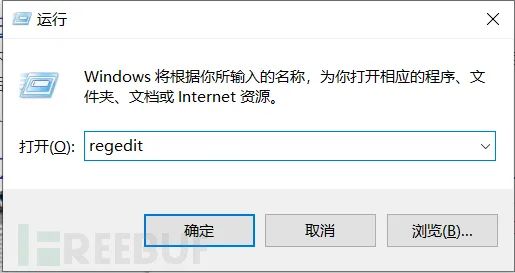 运行
Windows 将根据你所输入的名称，为你打开相应的程序、文
件夹、文档或 Internet 资源。
打开(O): regedit
确定 取消 浏览(B)...
FREEBUF